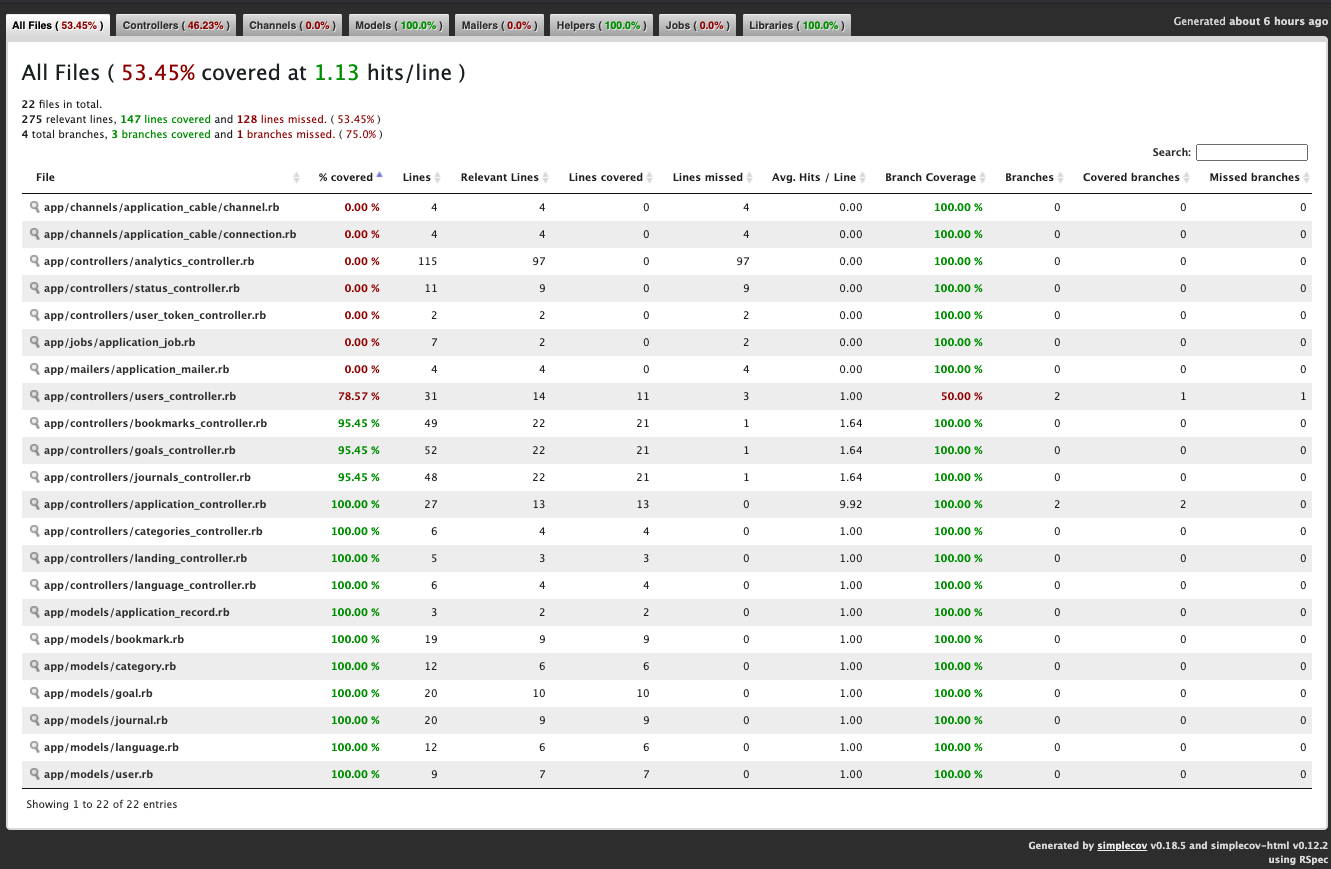 All Files ( 53.45% ) Controllers ( 46.23% ) Channels ( 0.0% ) Models ( 100.0% ) Mailers ( 0.0% ) Helpers ( 100.0% ) Jobs ( 0.0% ) Libraries ( 100.0% ) Generated about 6 hours ago
All Files ( 53.45% covered at 1.13 hits/line )
22 files in total.
275 relevant lines, 147 lines covered and 128 lines missed. ( 53.45% )
4 total branches, 3 branches covered and 1 branches missed. ( 75.0% )
Search:
File % covered Lines Relevant Lines Lines covered Lines missed Avg. Hits / Line Branch Coverage Branches Covered branches Missed branches
app/channels/application_cable/channel.rb 0.00 % 4 4 0 4 0.00 100.00 % 0 0 0
app/channels/application_cable/connection.rb 0.00 % 4 4 0 4 0.00 100.00 % 0 0 0
app/controllers/analytics_controller.rb 0.00 % 115 97 0 97 0.00 100.00 % 0 0 0
app/controllers/status_controller.rb 0.00 % 11 9 0 9 0.00 100.00 % 0 0 0
app/controllers/user_token_controller.rb 0.00 % 2 2 0 2 0.00 100.00 % 0 0 0
app/jobs/application_job.rb 0.00 % 7 2 0 2 0.00 100.00 % 0 0 0
app/mailers/application_mailer.rb 0.00 % 4 4 0 4 0.00 100.00 % 0 0 0
app/controllers/users_controller.rb 78.57 % 31 14 11 3 1.00 50.00 % 2 1 1
app/controllers/bookmarks_controller.rb 95.45 % 49 22 21 1 1.64 100.00 % 0 0 0
app/controllers/goals_controller.rb 95.45 % 52 22 21 1 1.64 100.00 % 0 0 0
app/controllers/journals_controller.rb 95.45 % 48 22 21 1 1.64 100.00 % 0 0 0
app/controllers/application_controller.rb 100.00 % 27 13 13 0 9.92 100.00 % 2 2 0
app/controllers/categories_controller.rb 100.00 % 6 4 4 0 1.00 100.00 % 0 0 0
app/controllers/landing_controller.rb 100.00 % 5 3 3 0 1.00 100.00 % 0 0 0
app/controllers/language_controller.rb 100.00 % 6 4 4 0 1.00 100.00 % 0 0 0
app/models/application_record.rb 100.00 % 3 2 2 0 1.00 100.00 % 0 0 0
app/models/bookmark.rb 100.00 % 19 9 9 0 1.00 100.00 % 0 0 0
app/models/category.rb 100.00 % 12 6 6 0 1.00 100.00 % 0 0 0
app/models/goal.rb 100.00 % 20 10 10 0 1.00 100.00 % 0 0 0
app/models/journal.rb 100.00 % 20 9 9 0 1.00 100.00 % 0 0 0
app/models/language.rb 100.00 % 12 6 6 0 1.00 100.00 % 0 0 0
app/models/user.rb 100.00 % 9 7 7 0 1.00 100.00 % 0 0 0
Showing 1 to 22 of 22 entries
Generated by simplecov v0.18.5 and simplecov-html v0.12.2
using RSpec